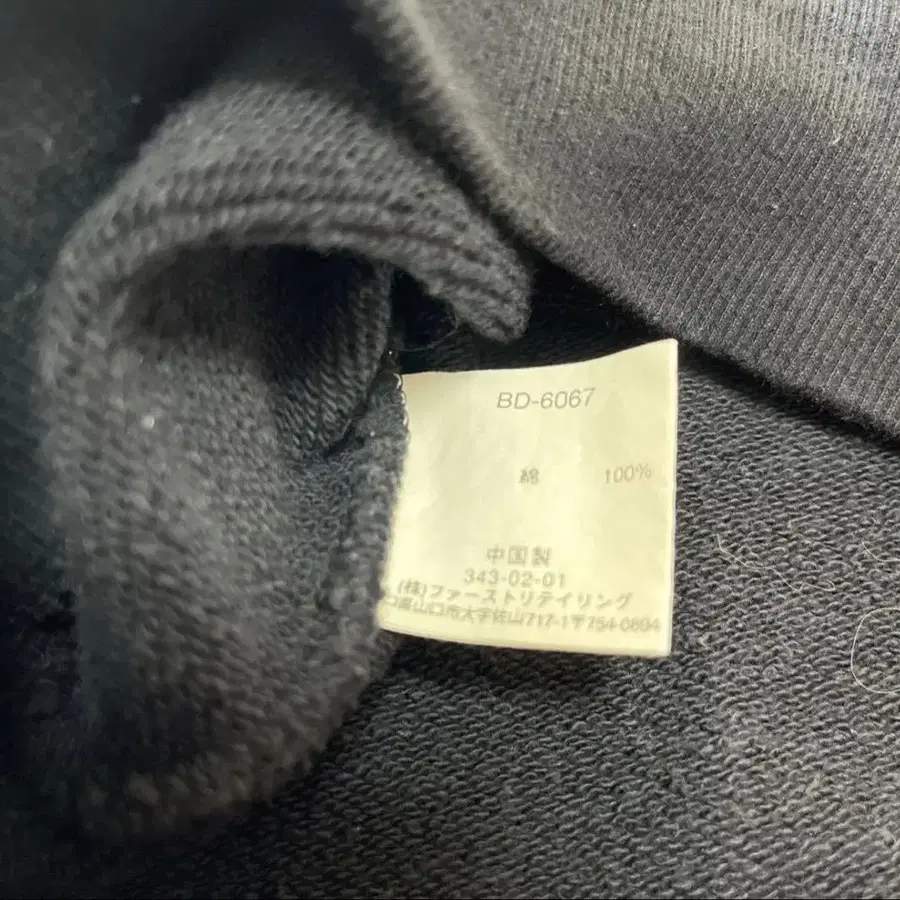 BD-6067
綿 100%
中国製
343-02-01
(株)ファーストリテイリング
口県山口市大字佐山717-1〒754-0894